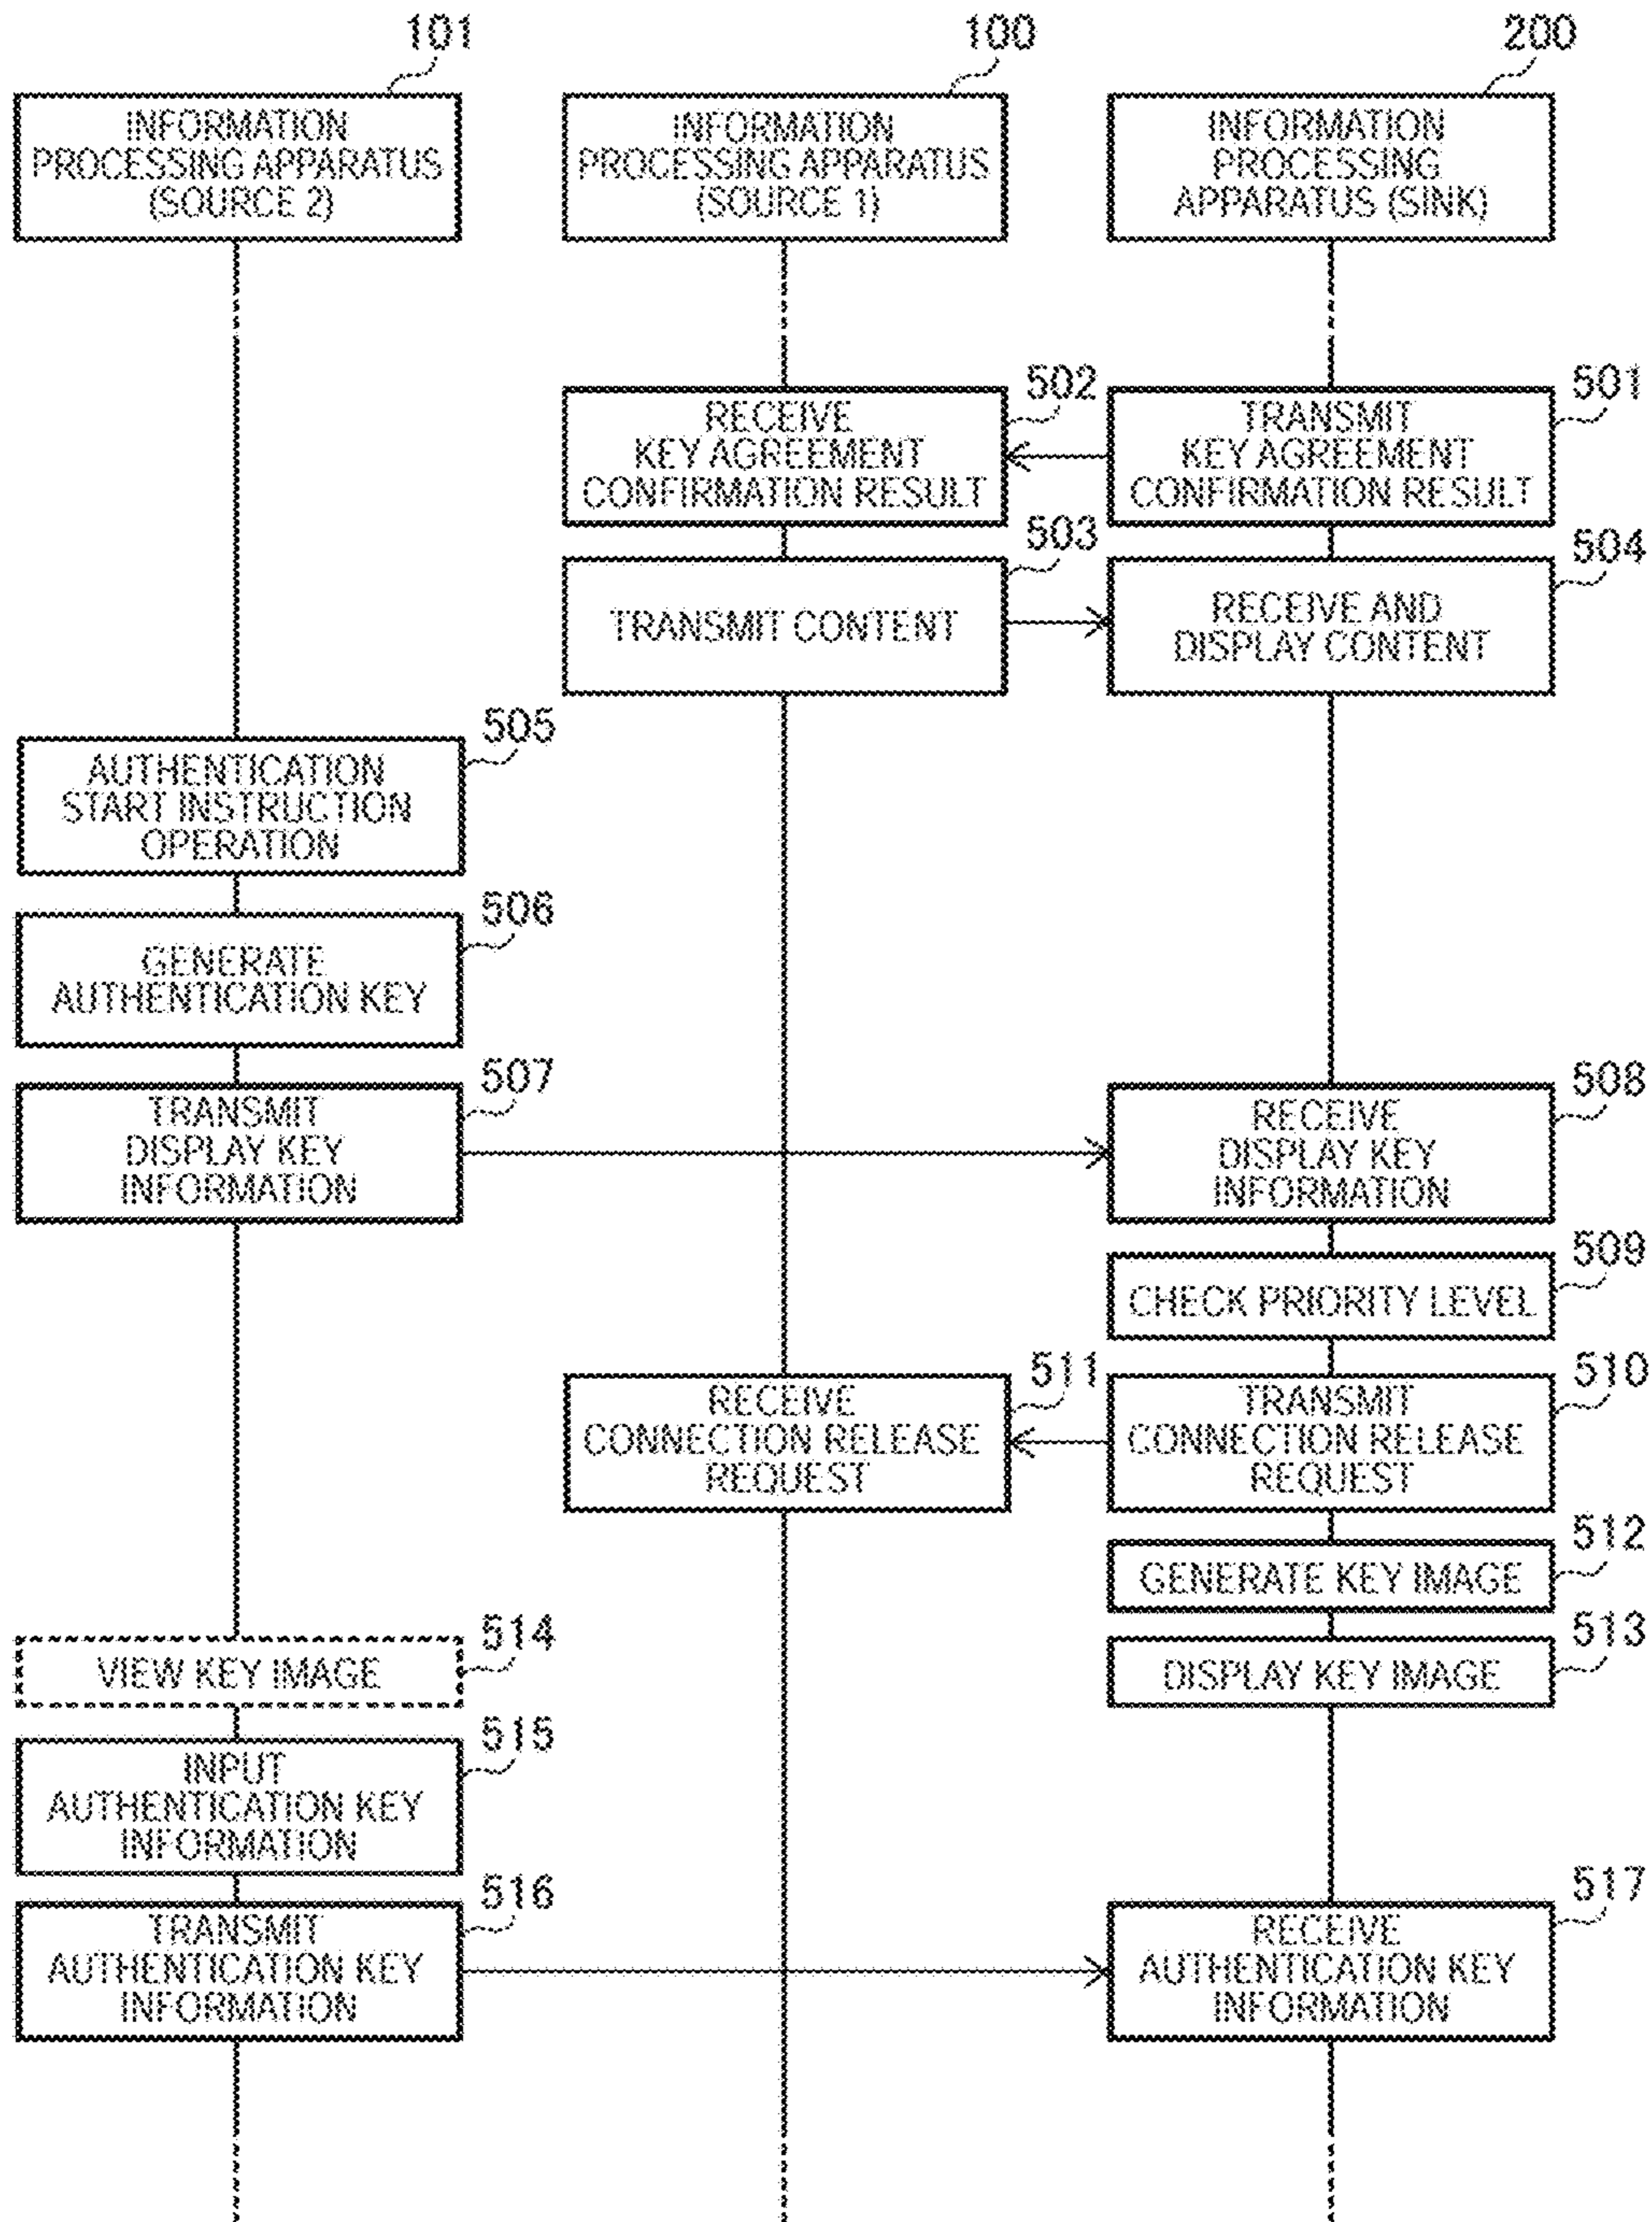 101
100
200
INFORMATION
PROCESSING APPARATUS
(SOURCE 2)
INFORMATION
PROCESSING APPARATUS
(SOURCE 1)
INFORMATION
PROCESSING
APPARATUS (SINK)
502
RECEIVE
KEY AGREEMENT
CONFIRMATION RESULT
501
TRANSMIT
KEY AGREEMENT
CONFIRMATION RESULT
503
TRANSMIT CONTENT
504
RECEIVE AND
DISPLAY CONTENT
505
AUTHENTICATION
START INSTRUCTION
OPERATION
506
GENERATE
AUTHENTICATION KEY
507
TRANSMIT
DISPLAY KEY
INFORMATION
508
RECEIVE
DISPLAY KEY
INFORMATION
509
CHECK PRIORITY LEVEL
511
RECEIVE
CONNECTION RELEASE
REQUEST
510
TRANSMIT
CONNECTION RELEASE
REQUEST
512
GENERATE KEY IMAGE
514
VIEW KEY IMAGE
513
DISPLAY KEY IMAGE
515
INPUT
AUTHENTICATION KEY
INFORMATION
516
TRANSMIT
AUTHENTICATION KEY
INFORMATION
517
RECEIVE
AUTHENTICATION KEY
INFORMATION